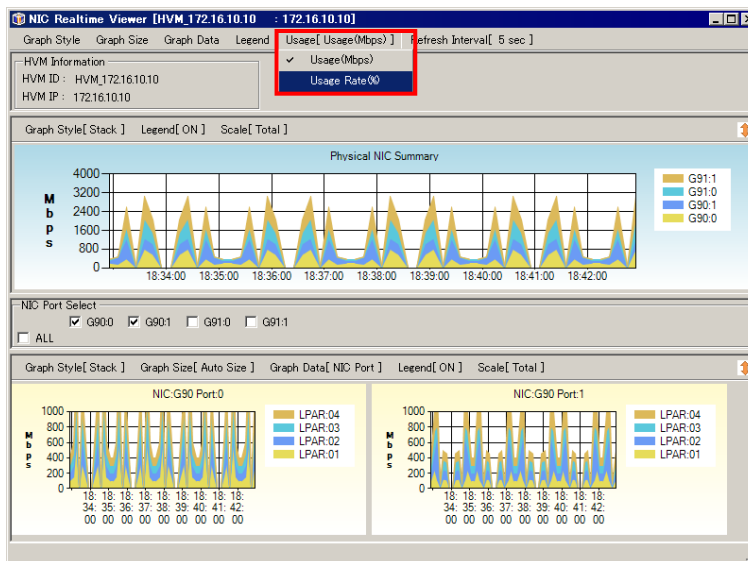 NIC Realtime Viewer [HVM_172.16.10.10 : 172.16.10.10]
Graph Style Graph Size Graph Data Legend Usage[ Usage(Mbps) ] Refresh Interval[ 5 sec ]
✓ Usage(Mbps)
Usage Rate(%)
HVM Information
HVM ID : HVM_172.16.10.10
HVM IP : 172.16.10.10
Graph Style[ Stack ] Legend[ ON ] Scale[ Total ]
Physical NIC Summary
Mbps
4000
3200
2400
1600
800
0
18:34:00 18:35:00 18:36:00 18:37:00 18:38:00 18:39:00 18:40:00 18:41:00 18:42:00
G91:1
G91:0
G90:1
G90:0
NIC Port Select
G90:0 G90:1 G91:0 G91:1
ALL
Graph Style[ Stack ] Graph Size[ Auto Size ] Graph Data[ NIC Port ] Legend[ ON ] Scale[ Total ]
NIC:G90 Port:0
Mbps
1000
800
600
400
200
0
18:34:00 18:35:00 18:36:00 18:37:00 18:38:00 18:39:00 18:40:00 18:41:00 18:42:00
LPAR:04
LPAR:03
LPAR:02
LPAR:01
NIC:G90 Port:1
Mbps
1000
800
600
400
200
0
18:34:00 18:35:00 18:36:00 18:37:00 18:38:00 18:39:00 18:40:00 18:41:00 18:42:00
LPAR:04
LPAR:03
LPAR:02
LPAR:01